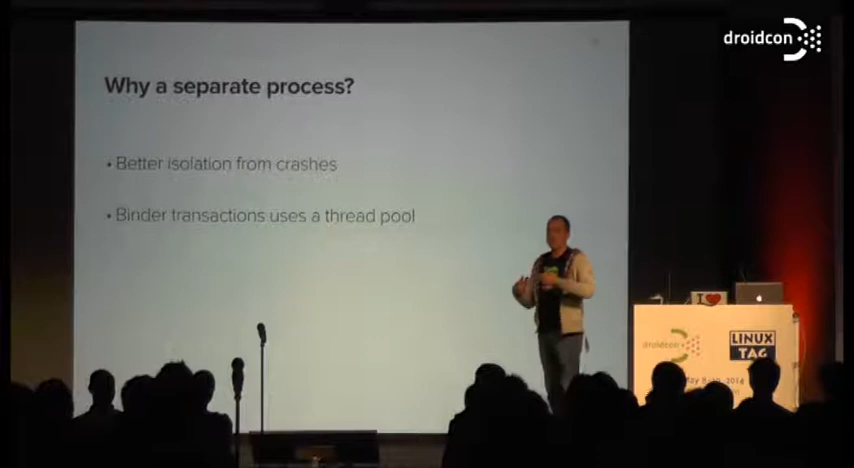 droidcon
Why a separate process?
• Better isolation from crashes
• Binder transactions uses a thread pool
I
droidcon
LINUX
TAG